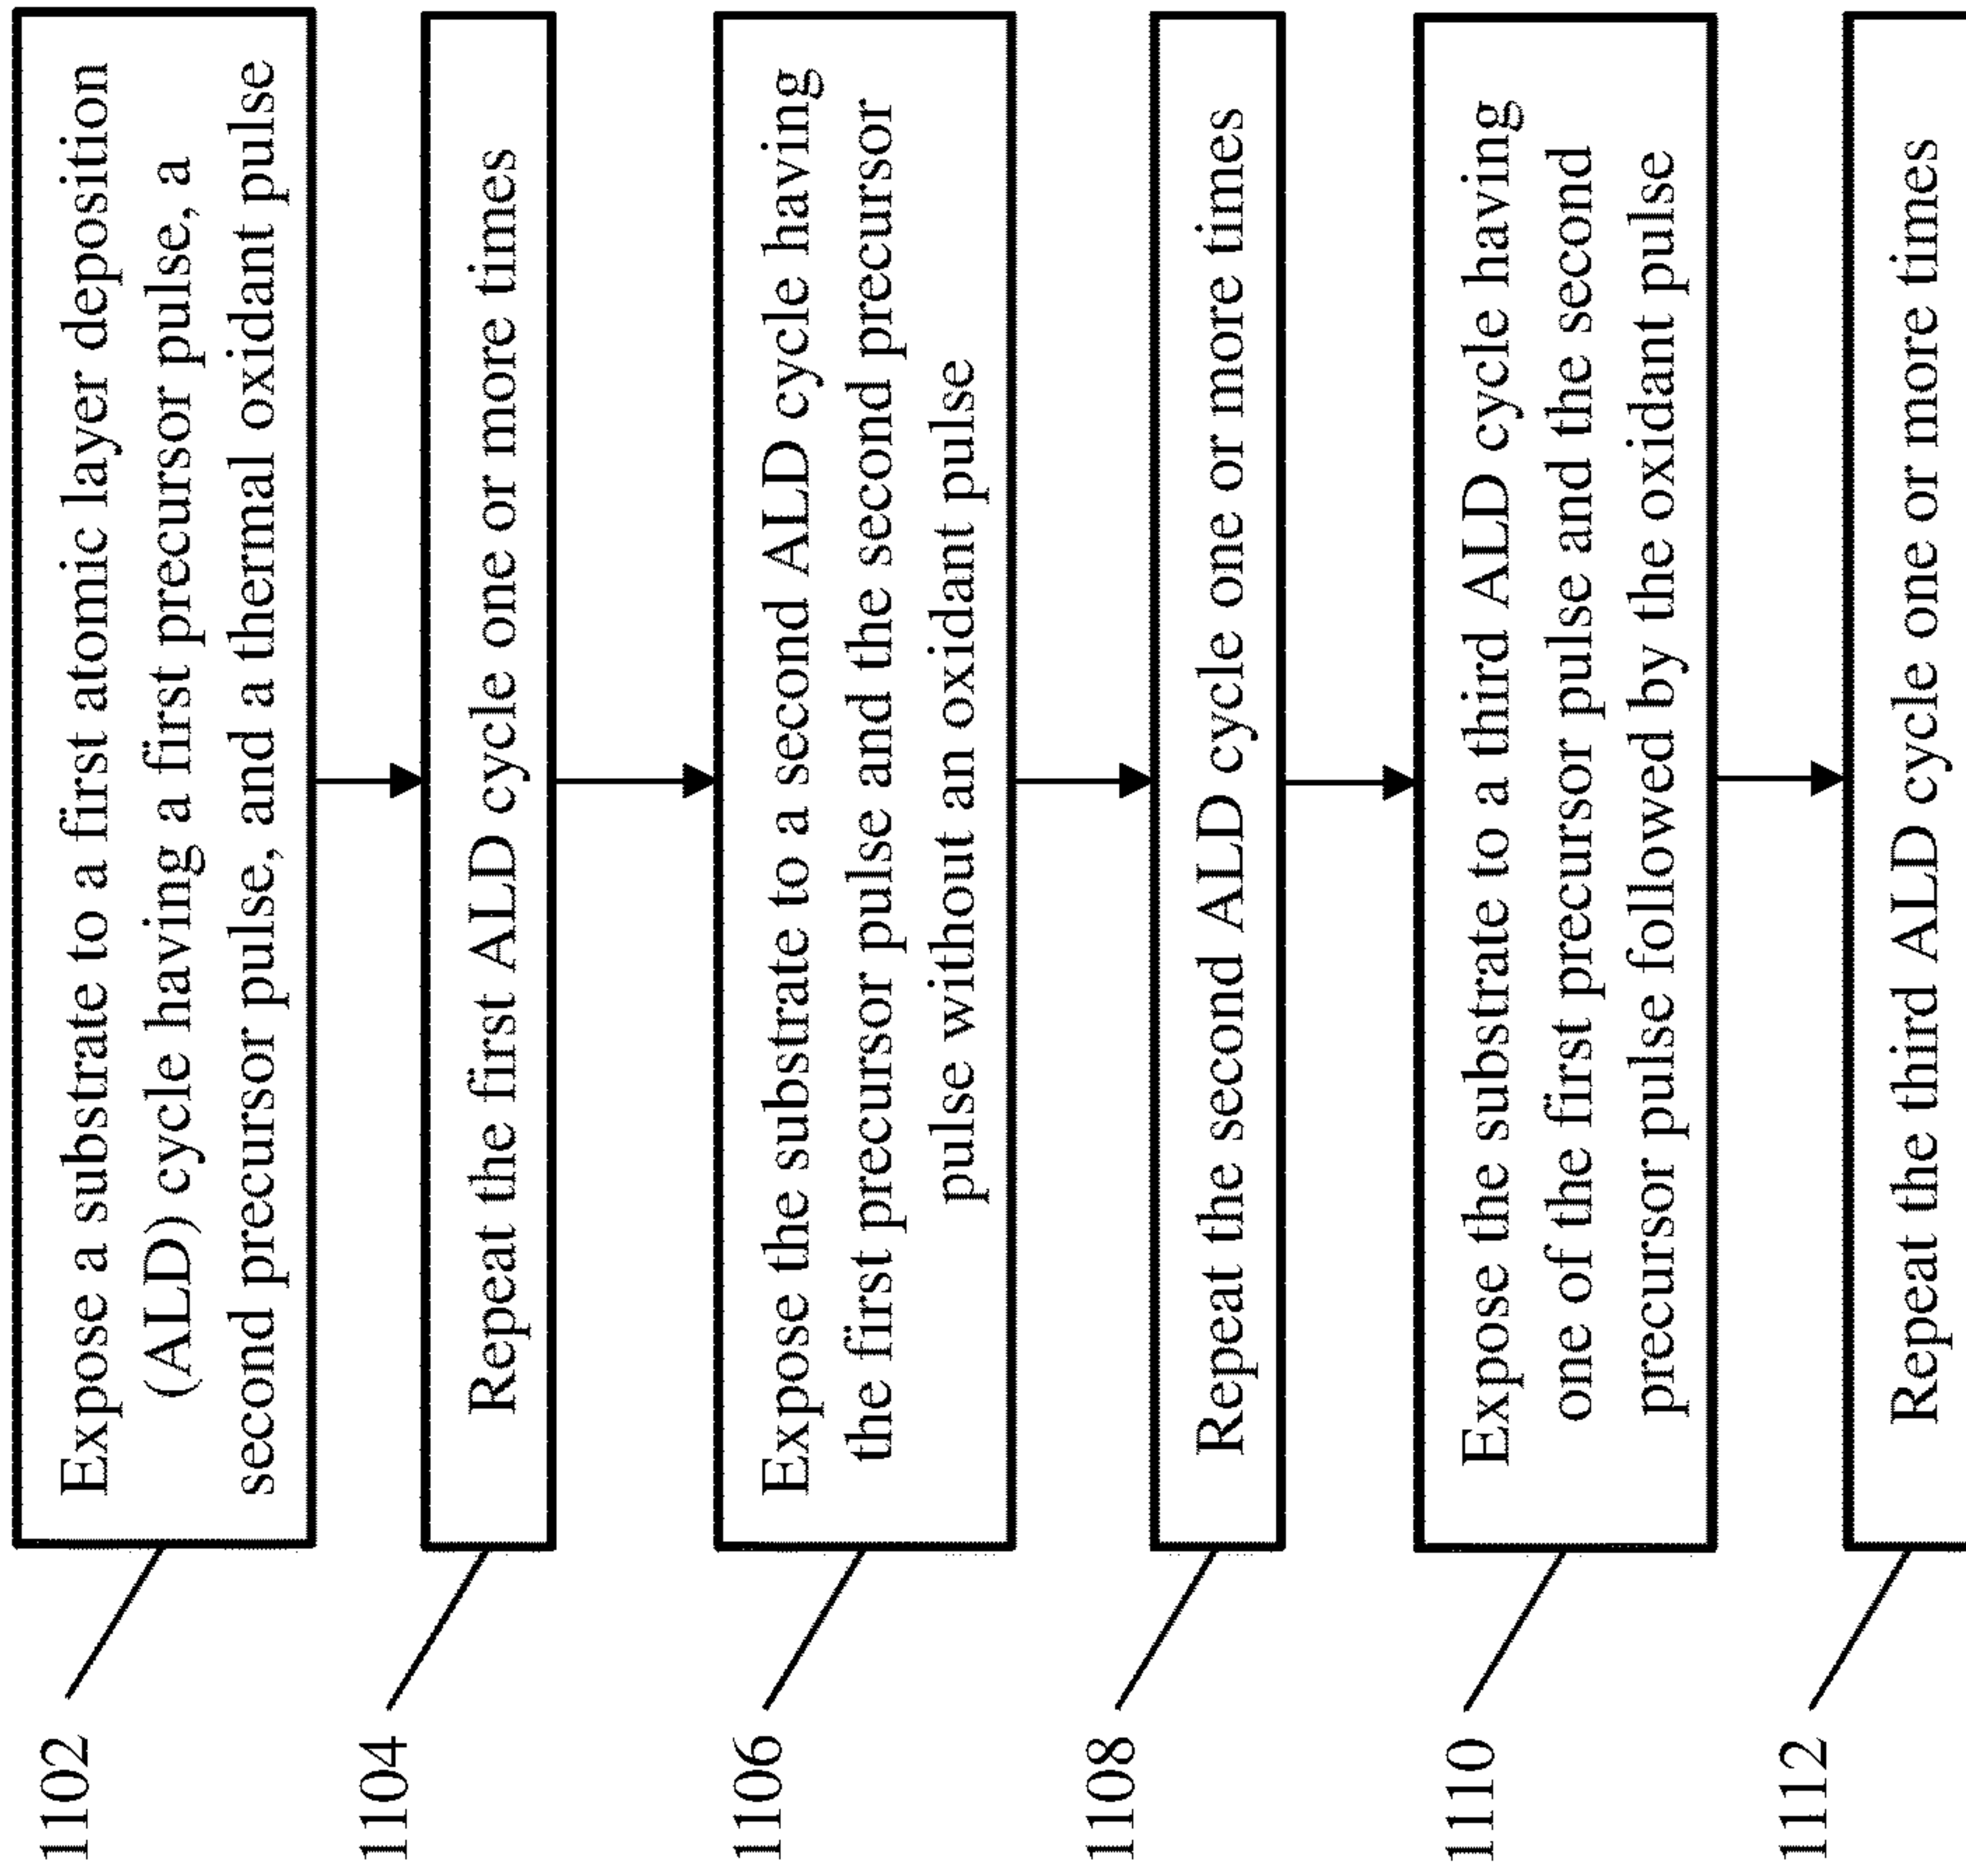 1102
Expose a substrate to a first atomic layer deposition
(ALD) cycle having a first precursor pulse, a
second precursor pulse, and a thermal oxidant pulse
1104
Repeat the first ALD cycle one or more times
1106
Expose the substrate to a second ALD cycle having
the first precursor pulse and the second precursor
pulse without an oxidant pulse
1108
Repeat the second ALD cycle one or more times
1110
Expose the substrate to a third ALD cycle having
one of the first precursor pulse and the second
precursor pulse followed by the oxidant pulse
1112
Repeat the third ALD cycle one or more times